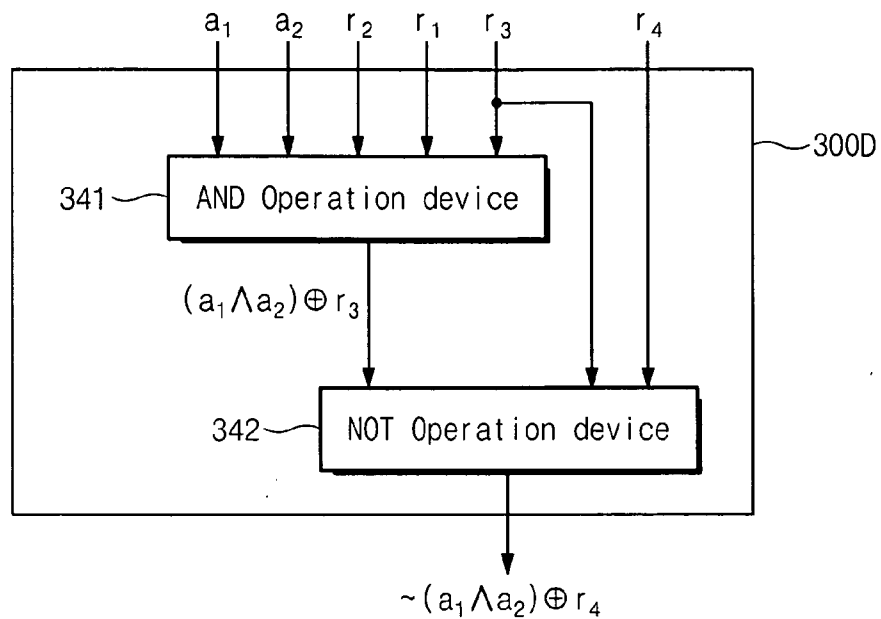 a₁ a₂ r₂ r₁ r₃ r₄
300D
341
AND Operation device
(a₁∧a₂)⊕r₃
342
NOT Operation device
~(a₁∧a₂)⊕r₄